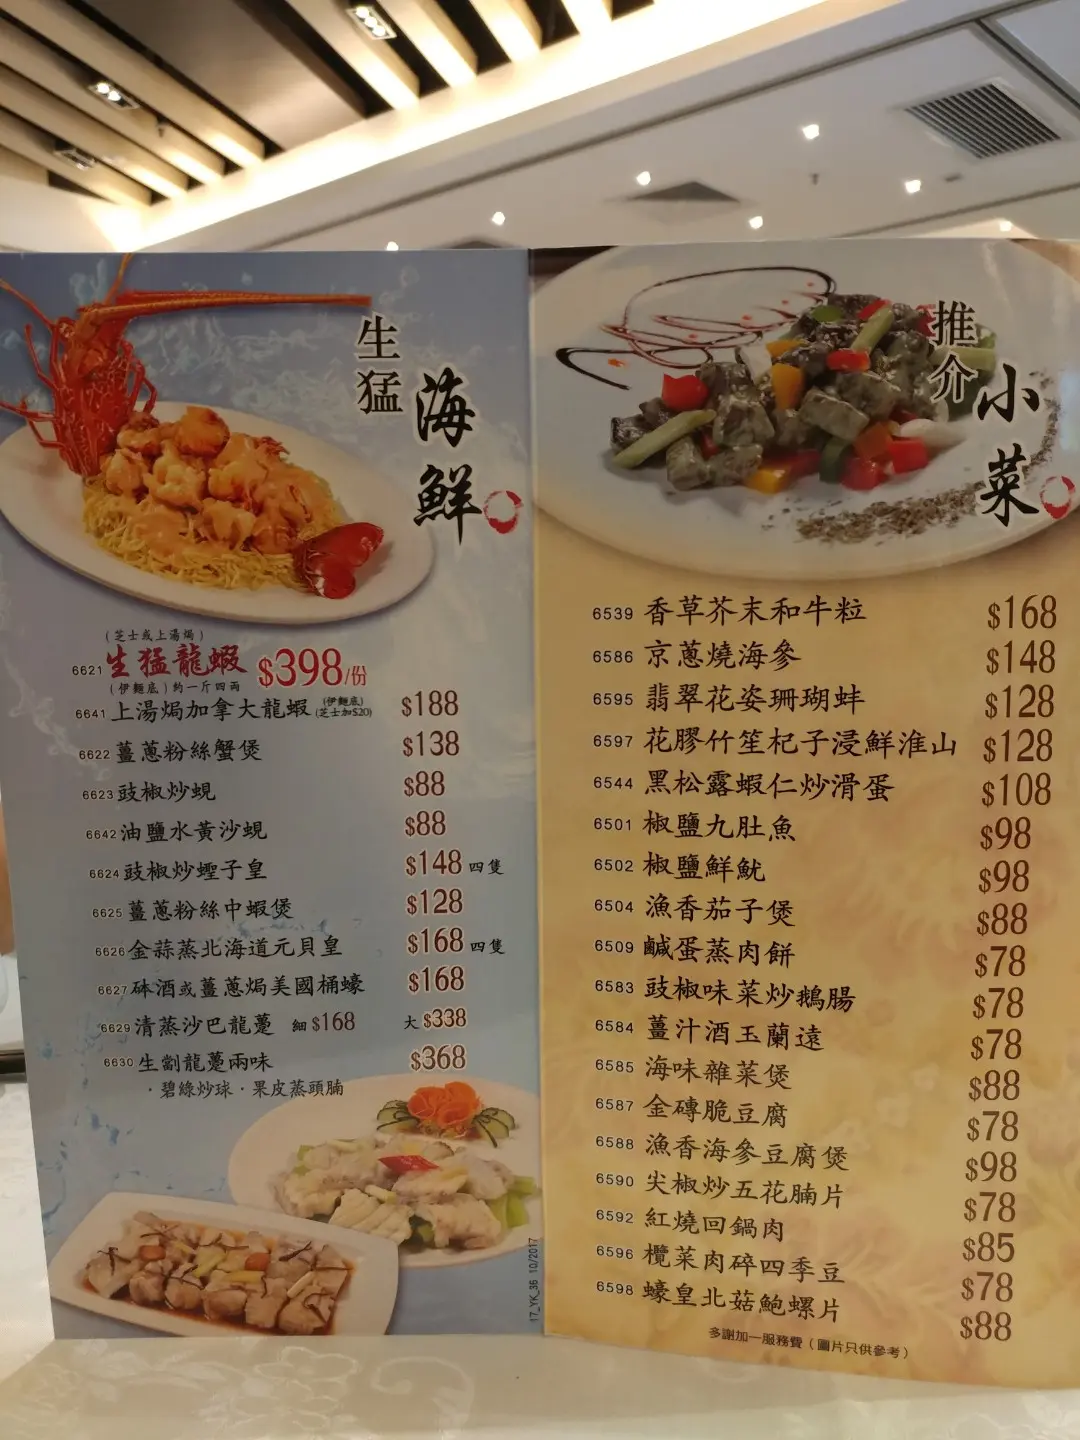 生猛
海鮮
(芝士或上湯焗)
6621 生猛龍蝦 $398/份
(伊麵底) 約一斤四両
6641 上湯焗加拿大龍蝦 (伊麵底) (芝士加$20) $188
6622 薑蔥粉絲蟹煲 $138
6623 豉椒炒蜆 $88
6642 油鹽水黃沙蜆 $88
6624 豉椒炒蟶子皇 $148 四隻
6625 薑蔥粉絲中蝦煲 $128
6626 金蒜蒸北海道元貝皇 $168 四隻
6627 砵酒或薑蔥焗美國桶蠔 $168
6629 清蒸沙巴龍躉 細 $168 大 $338
6630 生劏龍躉兩味 $368
·碧綠炒球·果皮蒸頭腩
17_YK_36 10/2017
推介
小菜
6539 香草芥末和牛粒 $168
6586 京蔥燒海參 $148
6595 翡翠花姿珊瑚蚌 $128
6597 花膠竹笙杞子浸鮮淮山 $128
6544 黑松露蝦仁炒滑蛋 $108
6501 椒鹽九肚魚 $98
6502 椒鹽鮮魷 $98
6504 漁香茄子煲 $88
6509 鹹蛋蒸肉餅 $78
6583 豉椒味菜炒鵝腸 $78
6584 薑汁酒玉蘭遠 $78
6585 海味雜菜煲 $88
6587 金磚脆豆腐 $78
6588 漁香海參豆腐煲 $98
6590 尖椒炒五花腩片 $78
6592 紅燒回鍋肉 $85
6596 欖菜肉碎四季豆 $78
6598 蠔皇北菇鮑螺片 $88
多謝加一服務費（圖片只供參考）